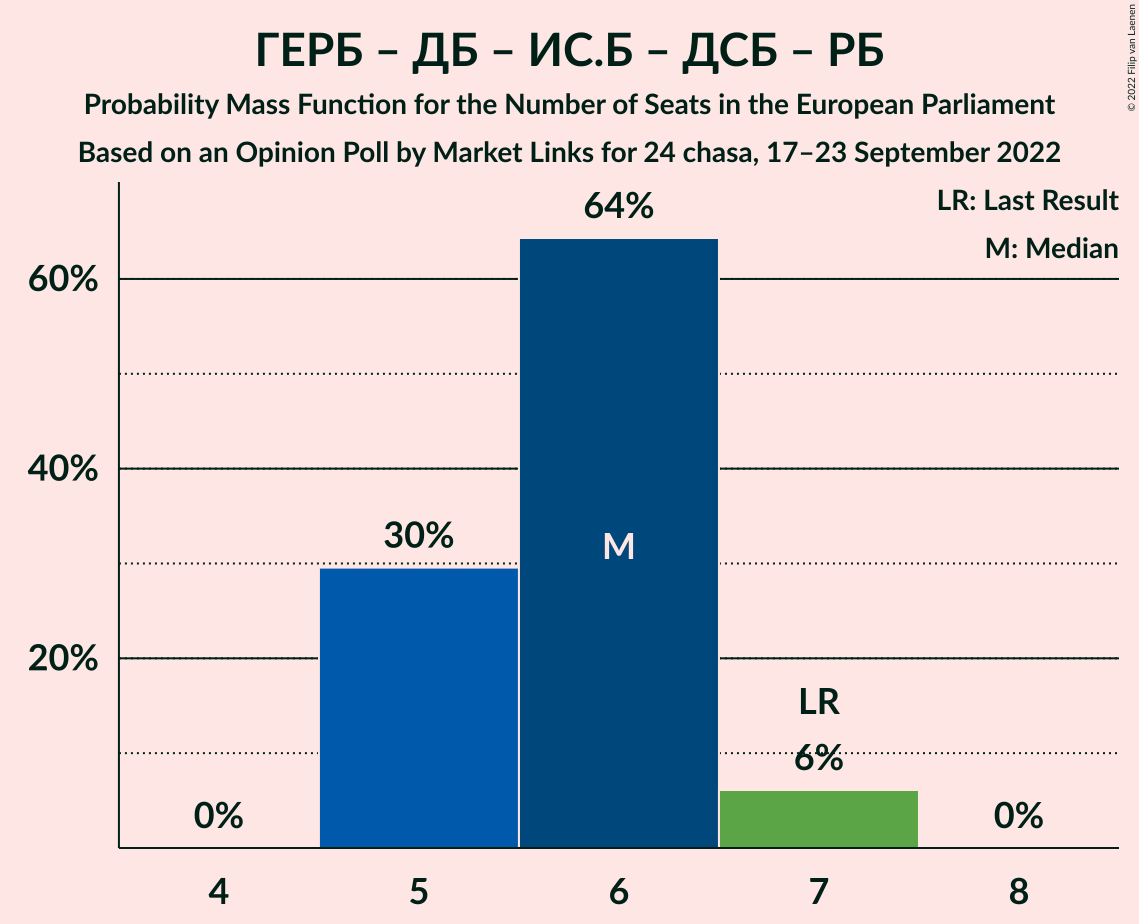 ГЕРБ – ДБ – ИС.Б – ДСБ – РБ
Probability Mass Function for the Number of Seats in the European Parliament
Based on an Opinion Poll by Market Links for 24 chasa, 17–23 September 2022
© 2022 Filip van Laenen
LR: Last Result
M: Median
64%
60%
40%
30%
M
20%
LR
6%
0%
0%
4
5
6
7
8